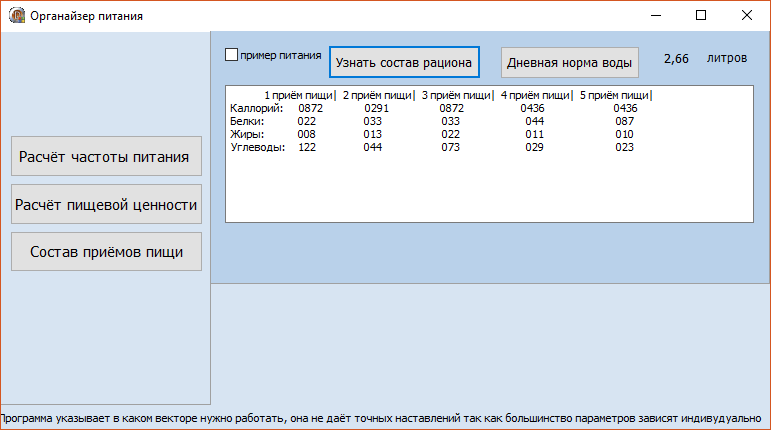 Органайзер питания
пример питания
Узнать состав рациона
Дневная норма воды
2,66 литров
1 приём пищи| 2 приём пищи| 3 приём пищи| 4 приём пищи| 5 приём пищи|
Каллорий: 0872 0291 0872 0436 0436
Белки: 022 033 033 044 087
Жиры: 008 013 022 011 010
Углеводы: 122 044 073 029 023
Расчёт частоты питания
Расчёт пищевой ценности
Состав приёмов пищи
Программа указывает в каком векторе нужно работать, она не даёт точных наставлений так как большинство параметров зависят индивудуально